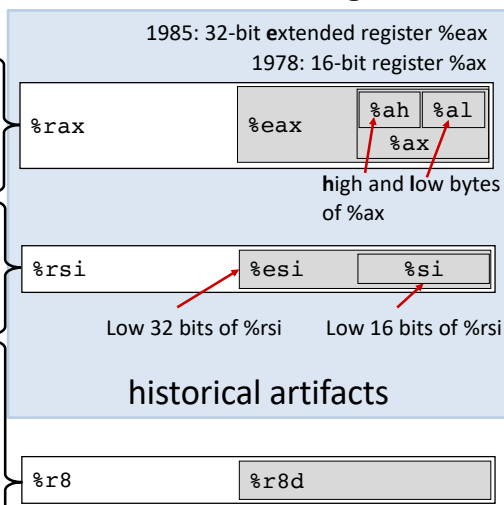 1985: 32-bit extended register %eax
1978: 16-bit register %ax
%rax %eax %ah %al
%ax
high and low bytes
of %ax
%rsi %esi %si
Low 32 bits of %rsi Low 16 bits of %rsi
historical artifacts
%r8 %r8d